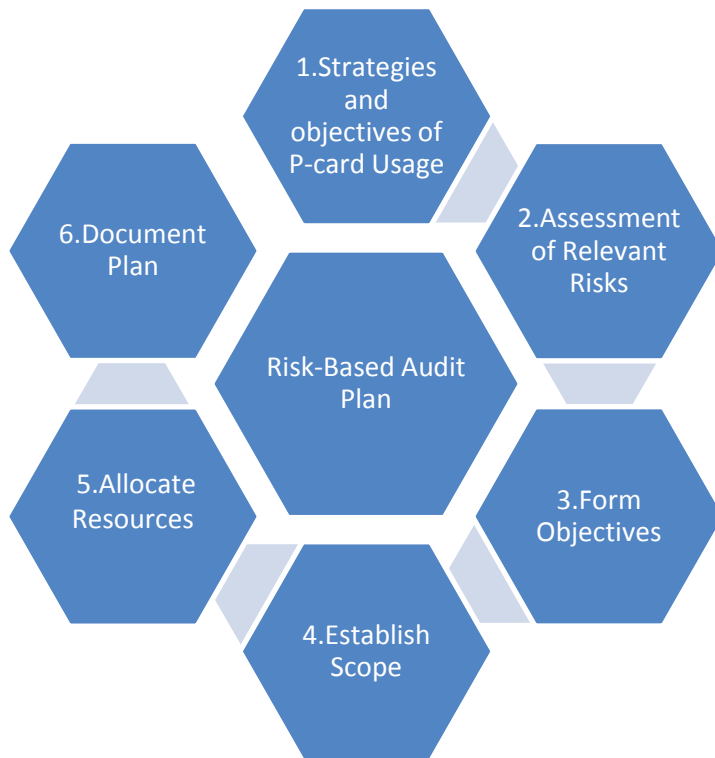 1.Strategies
and
objectives of
P-card Usage
2.Assessment
of Relevant
Risks
3.Form
Objectives
4.Establish
Scope
5.Allocate
Resources
6.Document
Plan
Risk-Based Audit
Plan